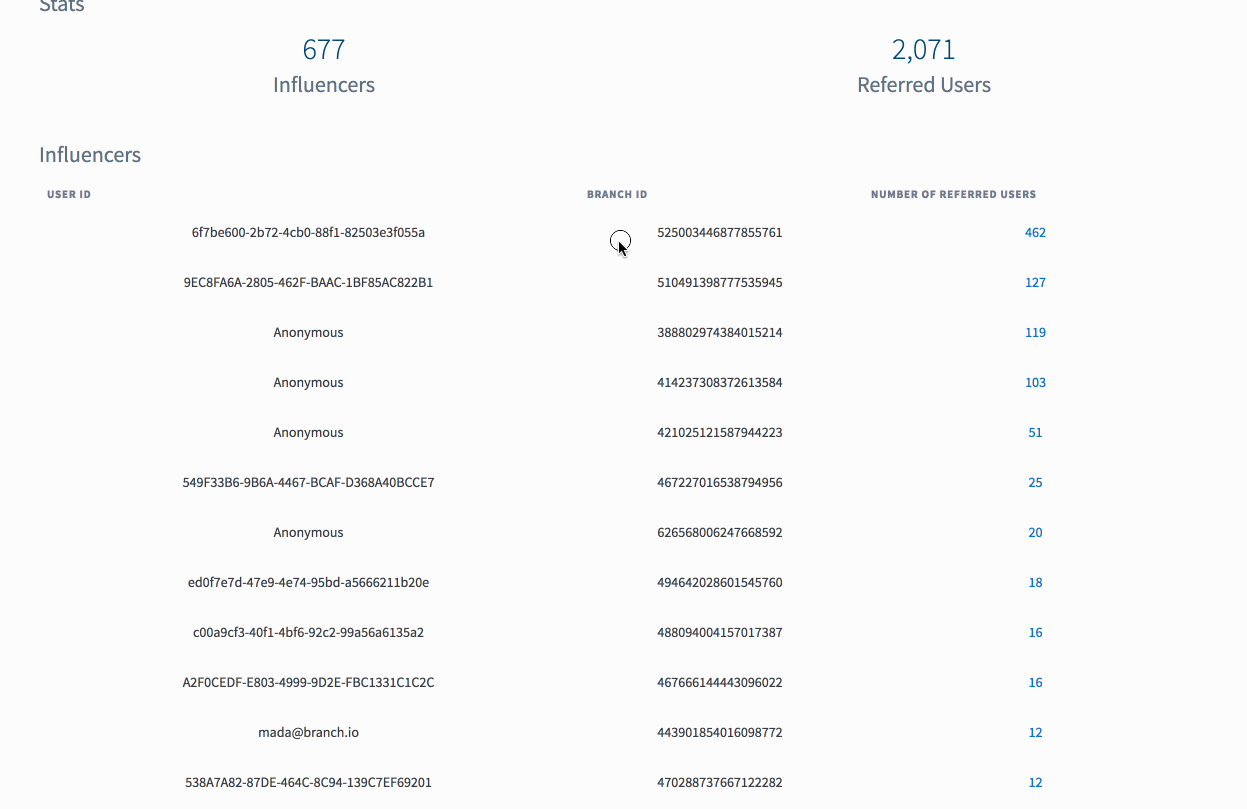 Stats
677 2,071
Influencers Referred Users
Influencers
USER ID BRANCH ID NUMBER OF REFERRED USERS
6f7be600-2b72-4cb0-88f1-82503e3f055a 525003446877855761 462
9EC8FA6A-2805-462F-BAAC-1BF85AC822B1 510491398777535945 127
Anonymous 388802974384015214 119
Anonymous 414237308372613584 103
Anonymous 421025121587944223 51
549F33B6-9B6A-4467-BCAF-D368A40BCCE7 467227016538794956 25
Anonymous 626568006247668592 20
ed0f7e7d-47e9-4e74-95bd-a5666211b20e 494642028601545760 18
c00a9cf3-40f1-4bf6-92c2-99a56a6135a2 488094004157017387 16
A2F0CEDF-E803-4999-9D2E-FBC1331C1C2C 467666144443096022 16
mada@branch.io 443901854016098772 12
538A7A82-87DE-464C-8C94-139C7EF69201 470288737667122282 12